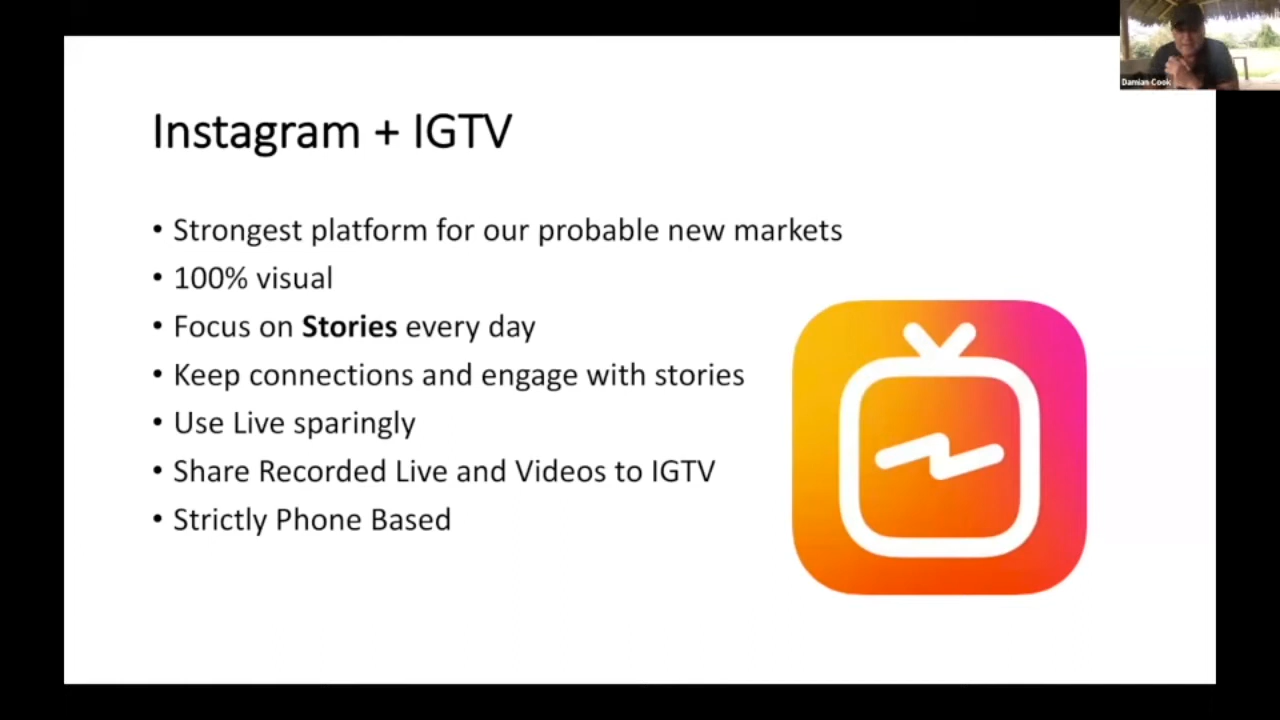 Damian Cook
Instagram + IGTV
• Strongest platform for our probable new markets
• 100% visual
• Focus on Stories every day
• Keep connections and engage with stories
• Use Live sparingly
• Share Recorded Live and Videos to IGTV
• Strictly Phone Based